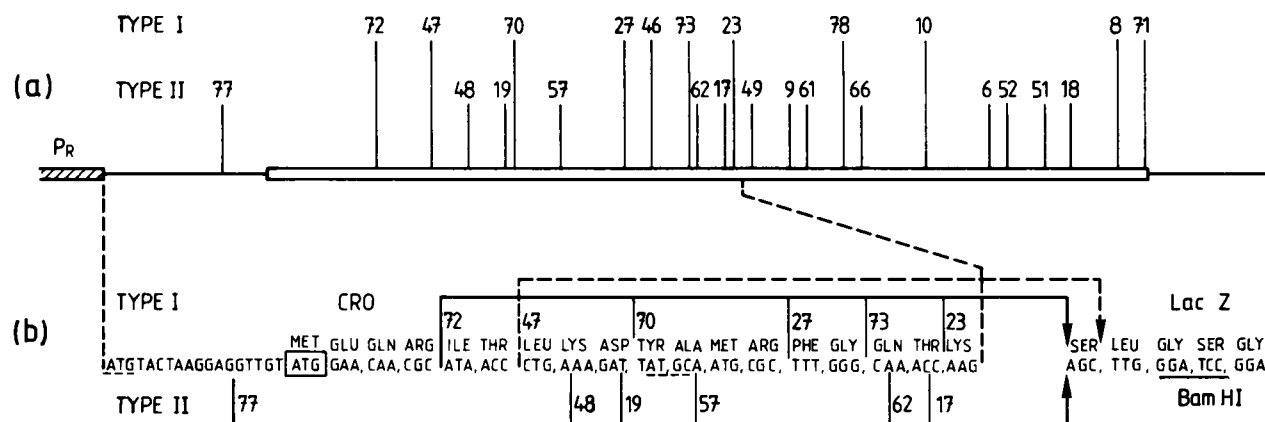 TYPE I 72 47 70 27 46 73 23 78 10 8 71
(a) TYPE II 77 48 19 57 62 17 49 9 61 66 6 52 51 18
PR
TYPE I CRO Lac Z
(b)
72 47 70 27 73 23
MET GLU GLN ARG ILE THR LEU LYS ASP TYR ALA MET ARG PHE GLY GLN THR LYS SER LEU GLY SER GLY
ATGTACTAAGGAGGTTGT ATG GAA, CAA, CGC ATA, ACC CTG, AAA, GAT, TAT, GCA, ATG, CGC, TTT, GGG, CAA, ACC, AAG AGC, TTG, GGA, TCC, GGA
Bam HI
TYPE II 77 48 19 57 62 17